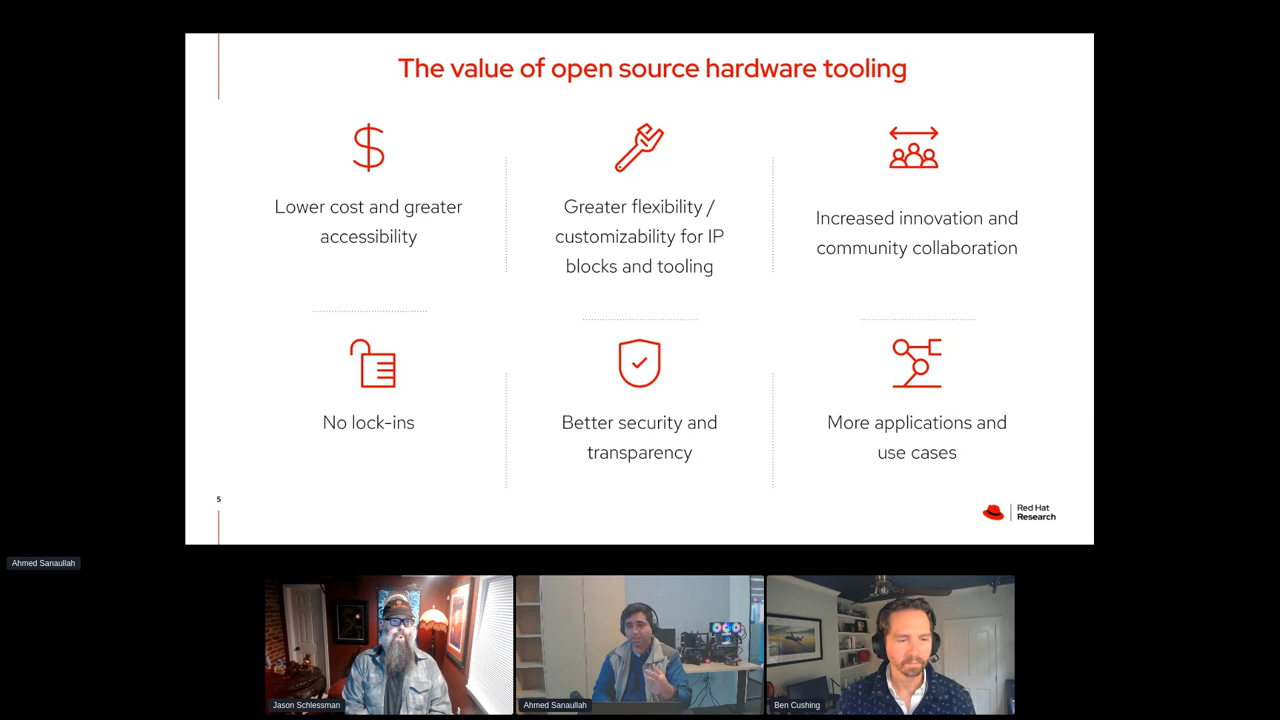 The value of open source hardware tooling
Lower cost and greater
accessibility
Greater flexibility /
customizability for IP
blocks and tooling
Increased innovation and
community collaboration
No lock-ins
Better security and
transparency
More applications and
use cases
5
Red Hat
Research
Ahmed Sanaullah
Jason Schlessman
Ahmed Sanaullah
Ben Cushing